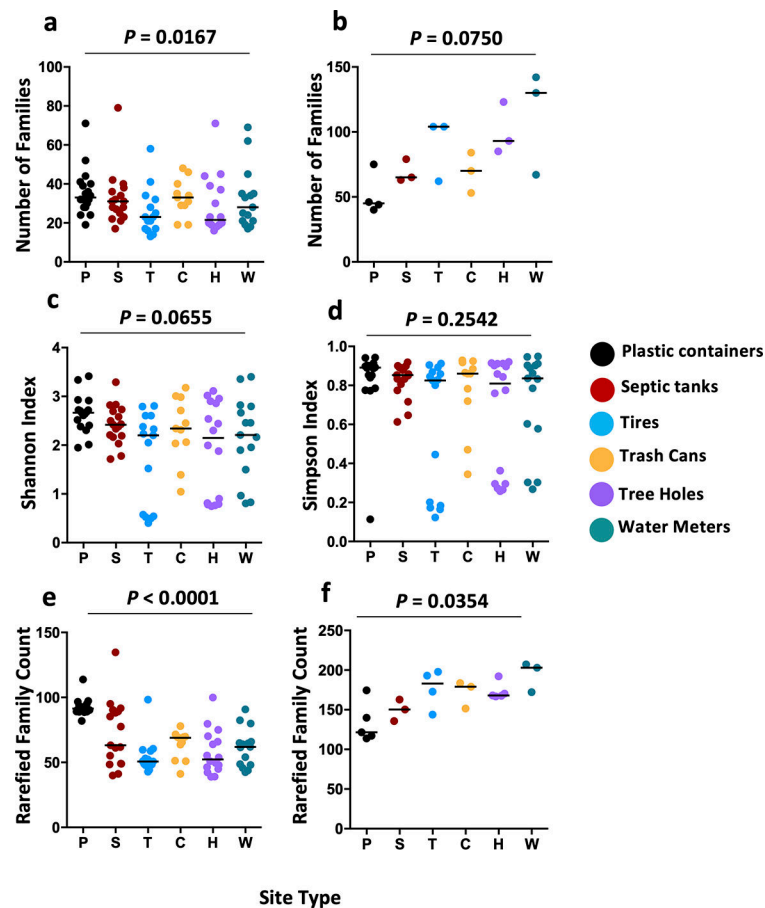 a
P = 0.0167
Number of Families
100
80
60
40
20
0
P S T C H W
b
P = 0.0750
Number of Families
150
100
50
0
P S T C H W
c
P = 0.0655
Shannon Index
4
3
2
1
0
P S T C H W
d
P = 0.2542
Simpson Index
1.0
0.8
0.6
0.4
0.2
0.0
P S T C H W
Plastic containers
Septic tanks
Tires
Trash Cans
Tree Holes
Water Meters
e
P < 0.0001
Rarefied Family Count
150
100
50
0
P S T C H W
f
P = 0.0354
Rarefied Family Count
250
200
150
100
50
0
P S T C H W
Site Type